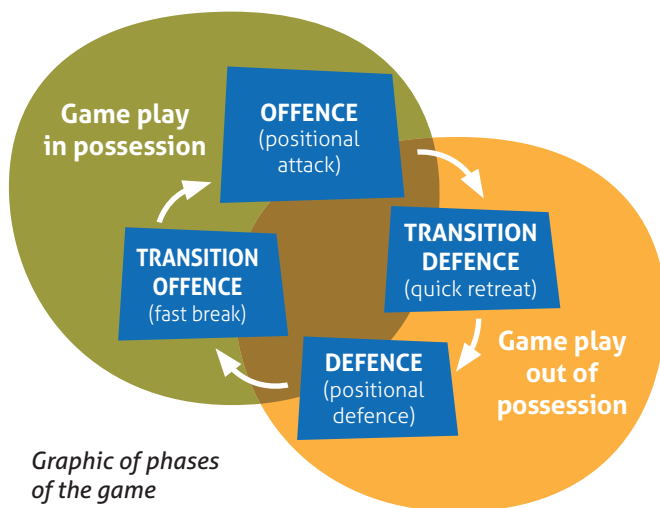 Game play
in possession
OFFENCE
(positional
attack)
TRANSITION
OFFENCE
(fast break)
TRANSITION
DEFENCE
(quick retreat)
DEFENCE
(positional
defence)
Game play
out of
possession
Graphic of phases
of the game